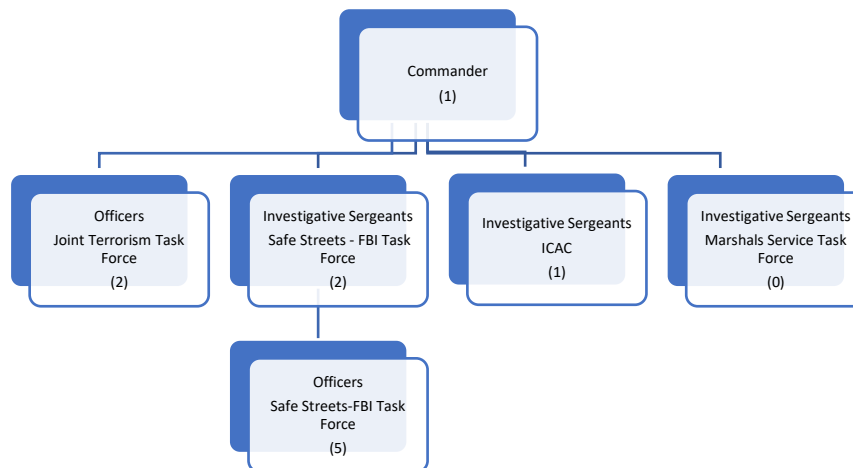 Commander
(1)
Officers
Joint Terrorism Task
Force
(2)
Investigative Sergeants
Safe Streets - FBI Task
Force
(2)
Investigative Sergeants
ICAC
(1)
Investigative Sergeants
Marshals Service Task
Force
(0)
Officers
Safe Streets-FBI Task
Force
(5)